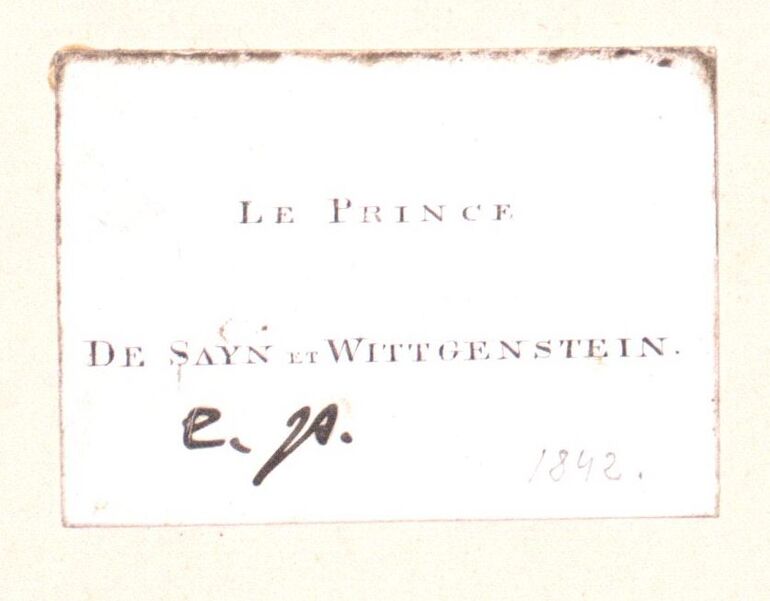 LE PRINCE
DE SAYN ET WITTGENSTEIN.
e. p.
1842.